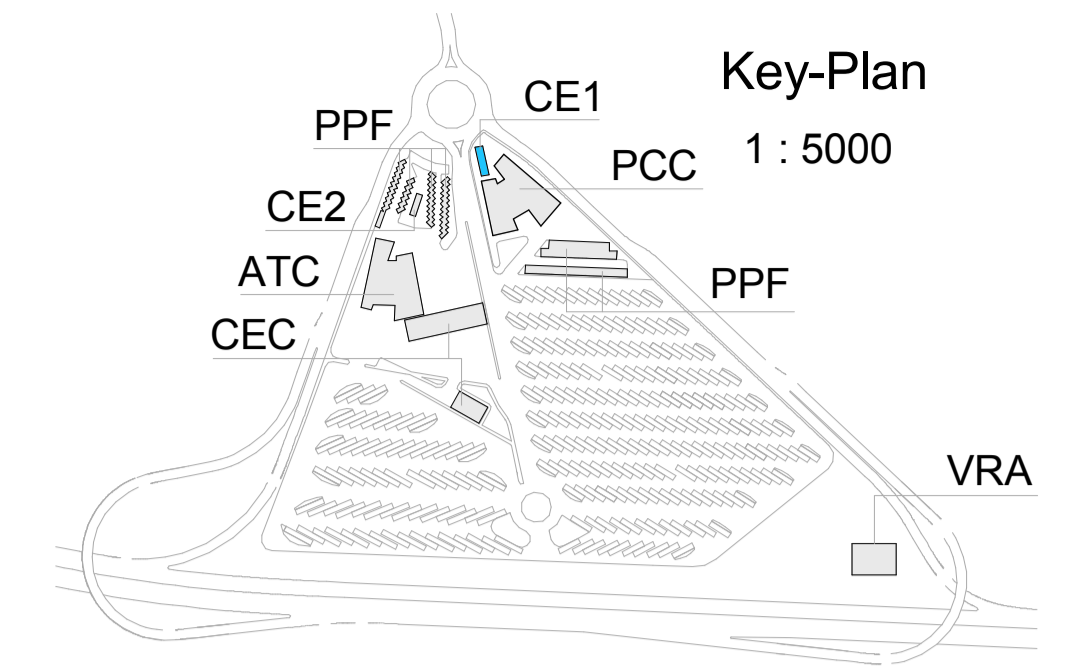 Key-Plan
1 : 5000
CE1
PPF
PCC
CE2
ATC
PPF
CEC
VRA